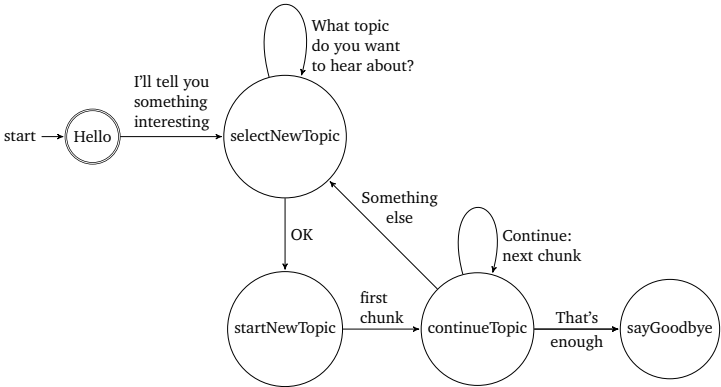 What topic
do you want
to hear about?
I'll tell you
something
interesting
start
Hello
selectNewTopic
Something
else
OK
Continue:
next chunk
first
chunk
startNewTopic
continueTopic
That's
enough
sayGoodbye